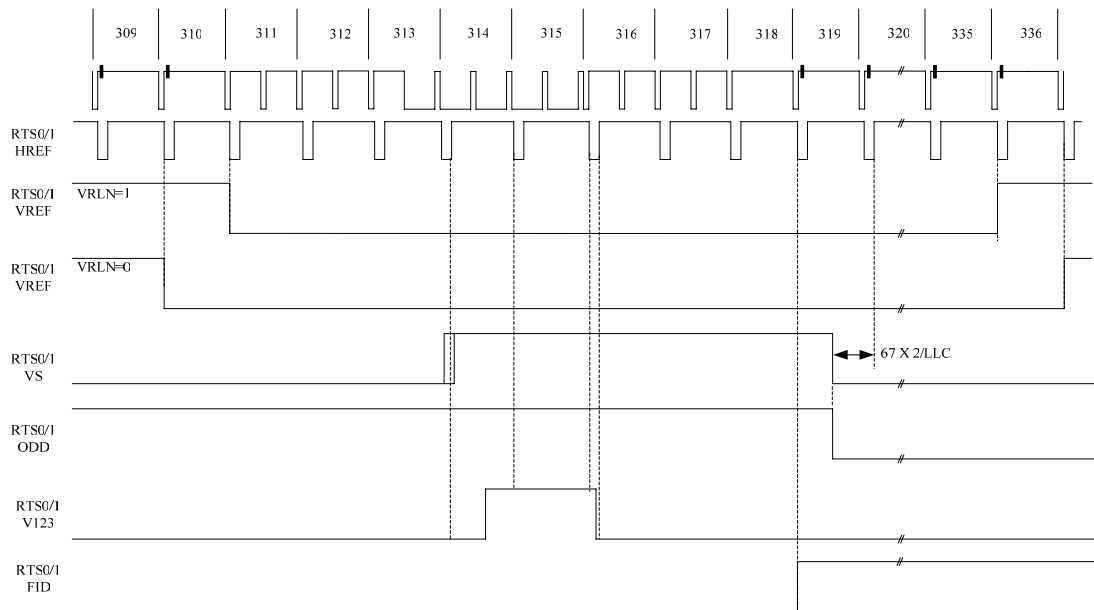 309 310 311 312 313 314 315 316 317 318 319 320 335 336
RTS0/1
HREF
RTS0/1
VREF
VRLN=1
RTS0/1
VREF
VRLN=0
RTS0/1
VS
67 X 2/LLC
RTS0/1
ODD
RTS0/1
V123
RTS0/1
FID